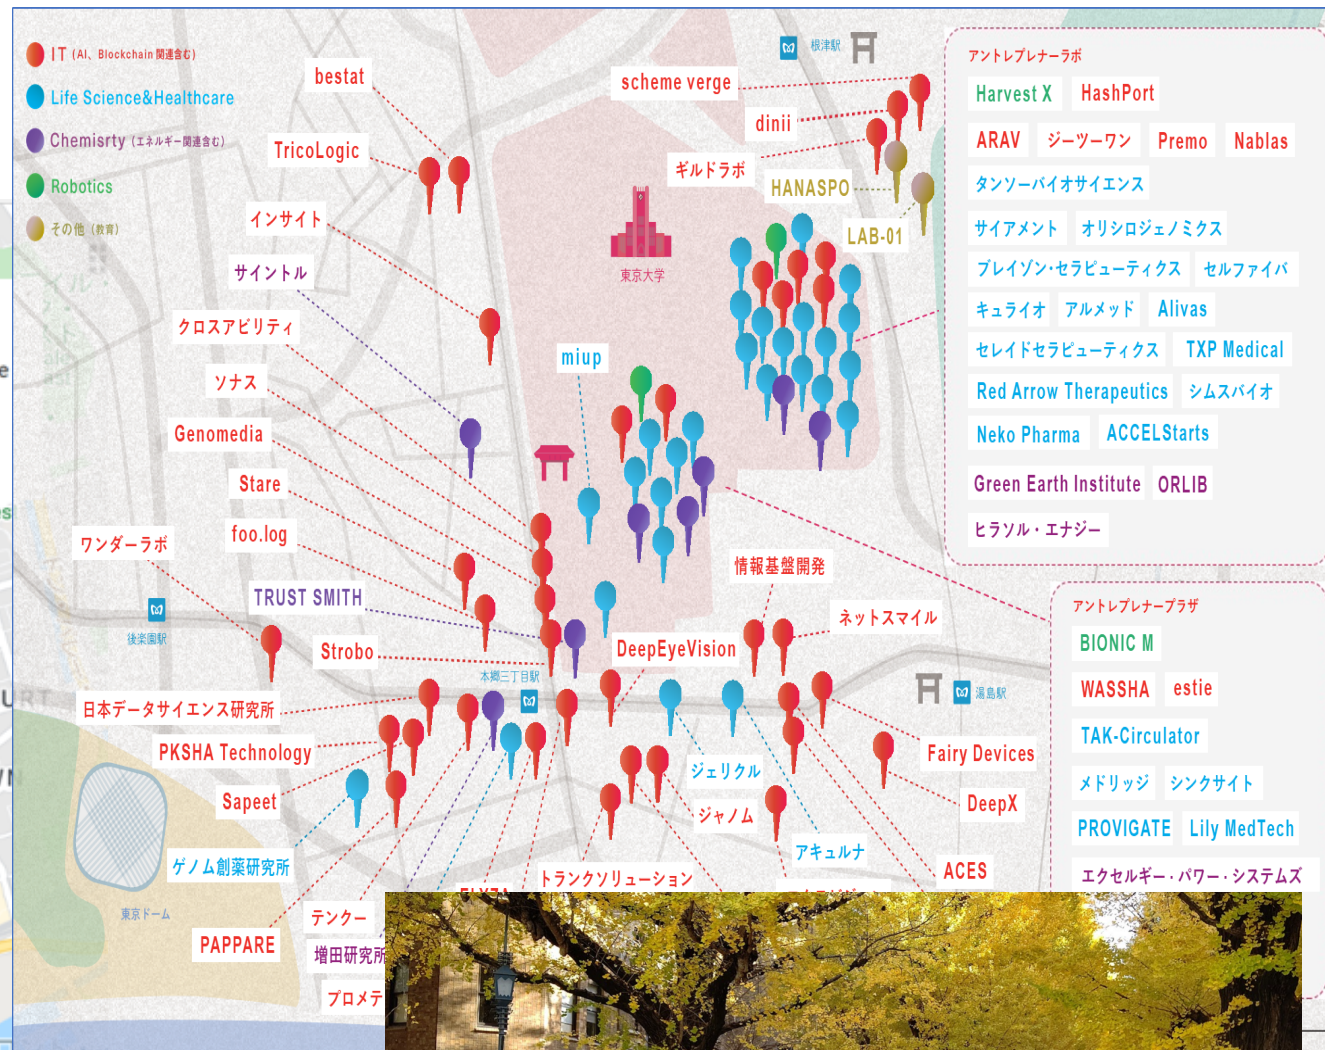 IT (AI、Blockchain 関連含む)
Life Science&Healthcare
Chemisrty (エネルギー関連含む)
Robotics
その他 (教育)
bestat
TricoLogic
インサイト
サイントル
クロスアビリティ
ソナス
Genomedia
Stare
foo.log
ワンダーラボ
TRUST SMITH
後楽園駅
Strobo
本郷三丁目駅
日本データサイエンス研究所
PKSHA Technology
Sapeet
ゲノム創薬研究所
東京ドーム
PAPPARE
テンクー
増田研究所
プロメテ
scheme verge
dinii
ギルドラボ
HANASPO
LAB-01
根津駅
東京大学
miup
情報基盤開発
ネットスマイル
DeepEyeVision
湯島駅
Fairy Devices
DeepX
ジェリクル
ジャノム
アキュルナ
ACES
トランクソリューション
アントレプレナーラボ
Harvest X HashPort
ARAV ジーツーワン Premo Nablas
タンソーバイオサイエンス
サイアメント オリシロジェノミクス
ブレイゾン・セラピューティクス セルファイバ
キュライオ アルメッド Alivas
セレイドセラピューティクス TXP Medical
Red Arrow Therapeutics シムスバイオ
Neko Pharma ACCELStarts
Green Earth Institute ORLIB
ヒラソル・エナジー
アントレプレナープラザ
BIONIC M
WASSHA estie
TAK-Circulator
メドリッジ シンクサイト
PROVIGATE Lily MedTech
エクセルギー・パワー・システムズ